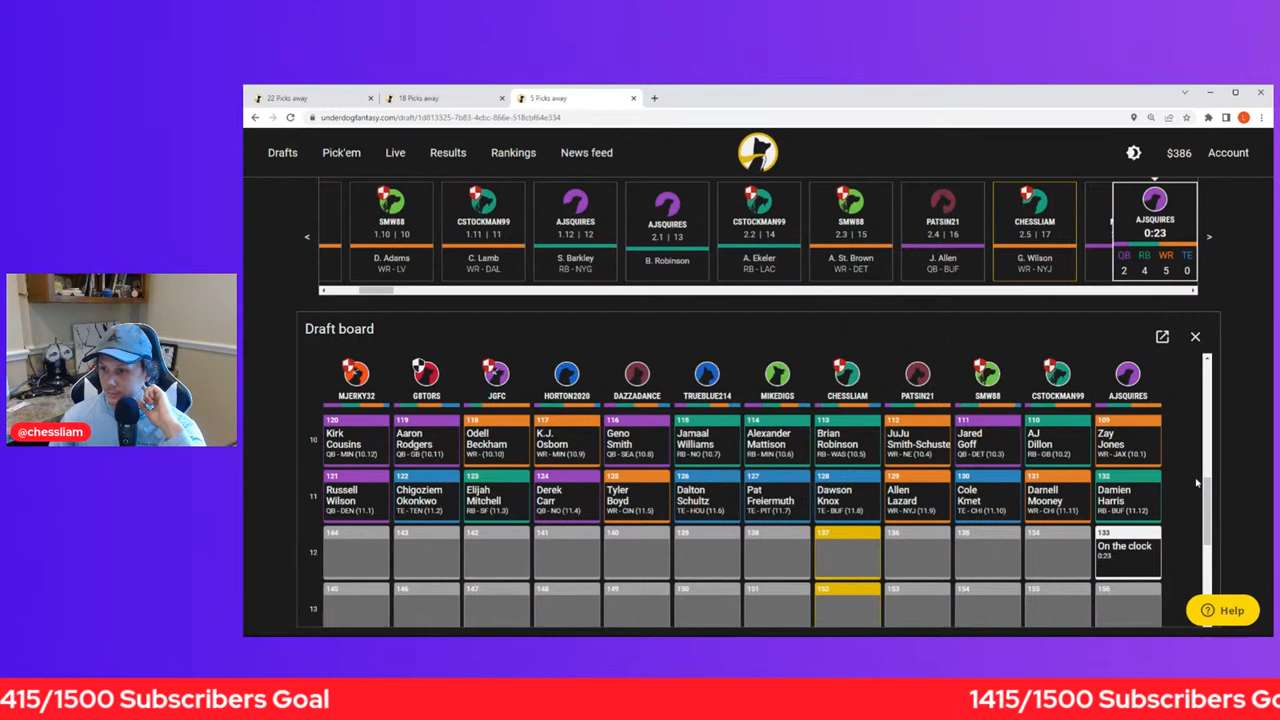 22 Picks away
18 Picks away
5 Picks away
underdogfantasy.com/draft/1d813325-7b83-4cbc-866e-518cbf64e334
Drafts Pick'em Live Results Rankings News feed $386 Account
SMW88 CSTOCKMAN99 AJSQUIRES AJSQUIRES CSTOCKMAN99 SMW88 PATSIN21 CHESSLIAM AJSQUIRES
1.10 | 10 1.11 | 11 1.12 | 12 2.1 | 13 2.2 | 14 2.3 | 15 2.4 | 16 2.5 | 17 0:23
D. Adams C. Lamb S. Barkley B. Robinson A. Ekeler A. St. Brown J. Allen G. Wilson QB RB WR TE
WR - LV WR - DAL RB - NYG RB - LAC WR - DET QB - BUF WR - NYJ 2 4 5 0
Draft board
MJERKY32 G8TORS JGFC HORTON2020 DAZZADANCE TRUEBLUE214 MIKEDIGS CHESSLIAM PATSIN21 SMW88 CSTOCKMAN99 AJSQUIRES
120 119 118 117 116 115 114 113 112 111 110 109
10
Kirk Aaron Odell K.J. Geno Jamaal Alexander Brian JuJu Jared AJ Zay
Cousins Rodgers Beckham Osborn Smith Williams Mattison Robinson Smith-Schuste Goff Dillon Jones
QB - MIN (10.12) QB - GB (10.11) WR - (10.10) WR - MIN (10.9) QB - SEA (10.8) RB - NO (10.7) RB - MIN (10.6) RB - WAS (10.5) WR - NE (10.4) QB - DET (10.3) RB - GB (10.2) WR - JAX (10.1)
121 122 123 124 125 126 127 128 129 130 131 132
11
Russell Chigoziem Elijah Derek Tyler Dalton Pat Dawson Allen Cole Darnell Damien
Wilson Okonkwo Mitchell Carr Boyd Schultz Freiermuth Knox Lazard Kmet Mooney Harris
QB - DEN (11.1) TE - TEN (11.2) RB - SF (11.3) QB - NO (11.4) WR - CIN (11.5) TE - HOU (11.6) TE - PIT (11.7) TE - BUF (11.8) WR - NYJ (11.9) TE - CHI (11.10) WR - CHI (11.11) RB - BUF (11.12)
144 143 142 141 140 139 138 137 136 135 134 133
12
On the clock
0:23
145 146 147 148 149 150 151 152 153 154 155 156
13
Help
@chessliam
415/1500 Subscribers Goal 1415/1500 Subscribers Go